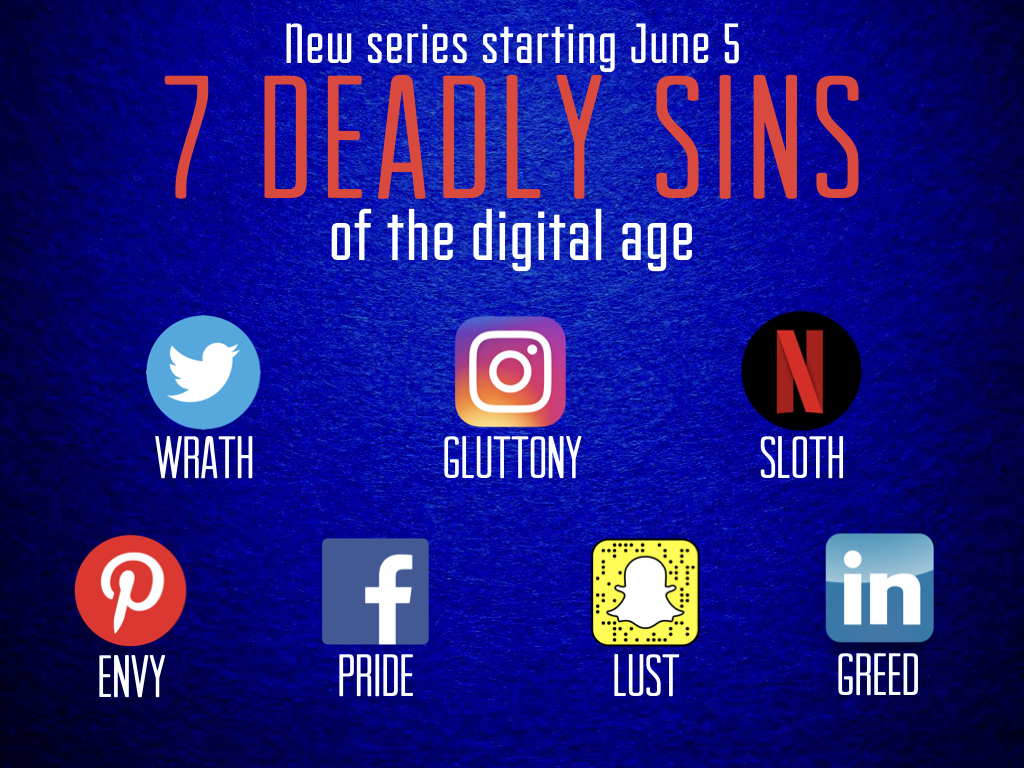 New series starting June 5
7 DEADLY SINS
of the digital age
WRATH GLUTTONY SLOTH
in
ENVY PRIDE LUST GREED